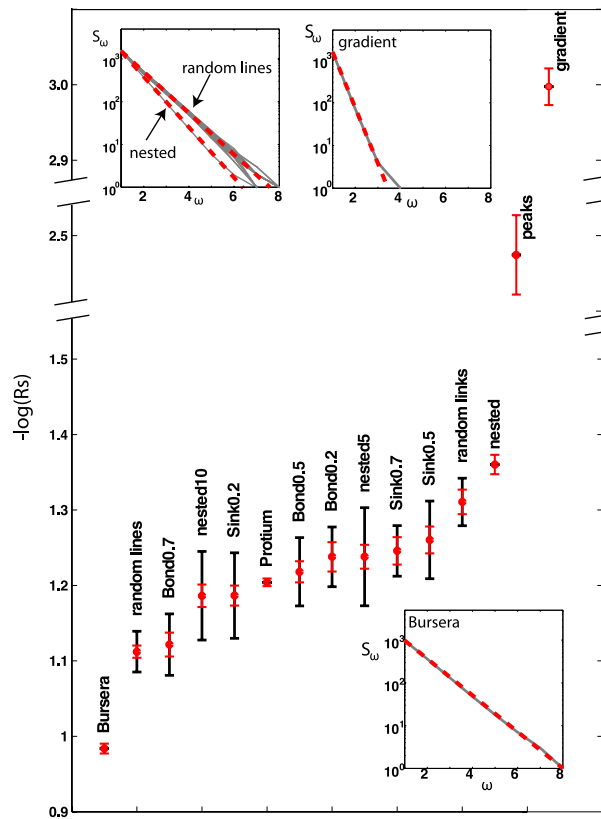 -log(Rs)
3.0
2.9
2.5
1.5
1.4
1.3
1.2
1.1
1
0.9
Sω
10³
10²
10¹
10⁰
2
4
6
8
ω
random lines
nested
gradient
10³
10²
10¹
10⁰
2
4
6
8
ω
gradient
peaks
Bursera
random lines
Bond0.7
nested10
Sink0.2
Protium
Bond0.5
Bond0.2
nested5
Sink0.7
Sink0.5
random links
nested
Bursera
Sω
10³
10²
10¹
10⁰
2
4
6
8
ω